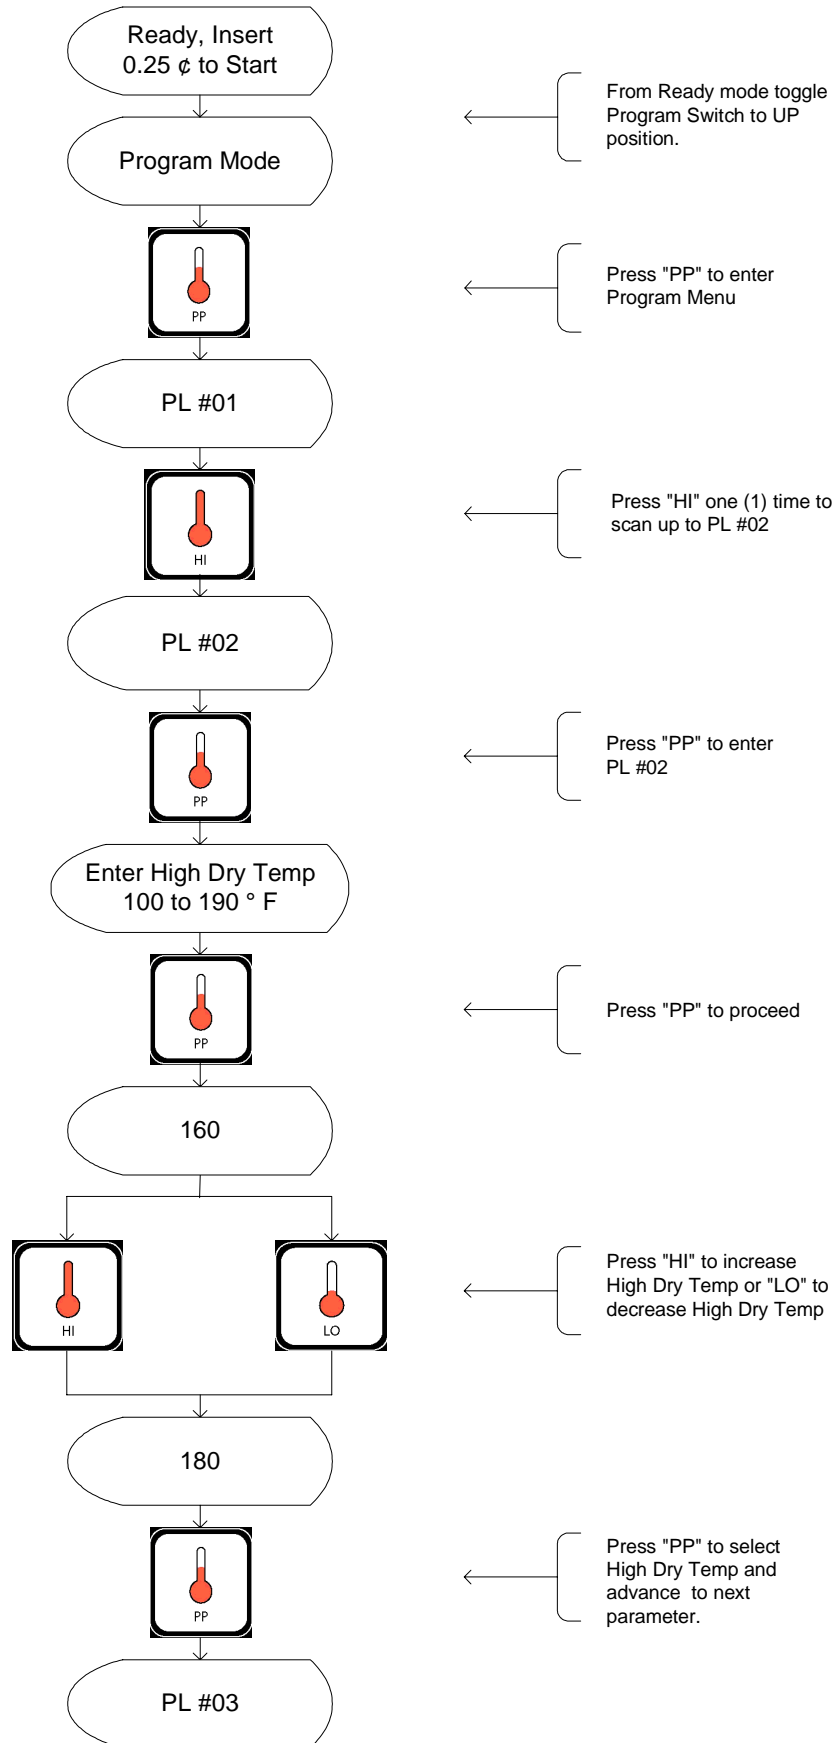 Ready, Insert
0.25 ¢ to Start
From Ready mode toggle
Program Switch to UP
position.
Program Mode
PP
Press "PP" to enter
Program Menu
PL #01
HI
Press "HI" one (1) time to
scan up to PL #02
PL #02
PP
Press "PP" to enter
PL #02
Enter High Dry Temp
100 to 190 ° F
PP
Press "PP" to proceed
160
HI
LO
Press "HI" to increase
High Dry Temp or "LO" to
decrease High Dry Temp
180
PP
Press "PP" to select
High Dry Temp and
advance  to next
parameter.
PL #03